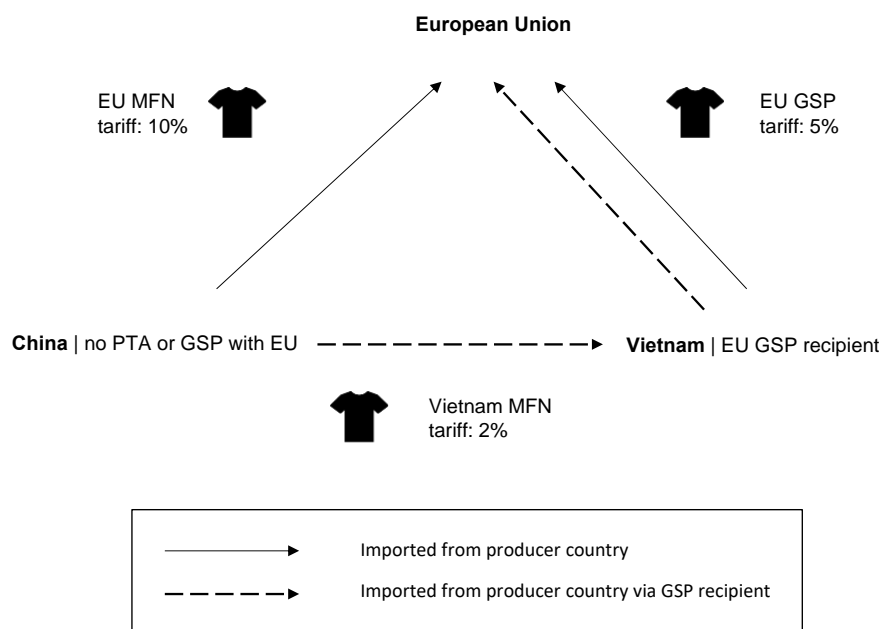 European Union
EU MFN
tariff: 10%
EU GSP
tariff: 5%
China | no PTA or GSP with EU
Vietnam | EU GSP recipient
Vietnam MFN
tariff: 2%
Imported from producer country
Imported from producer country via GSP recipient